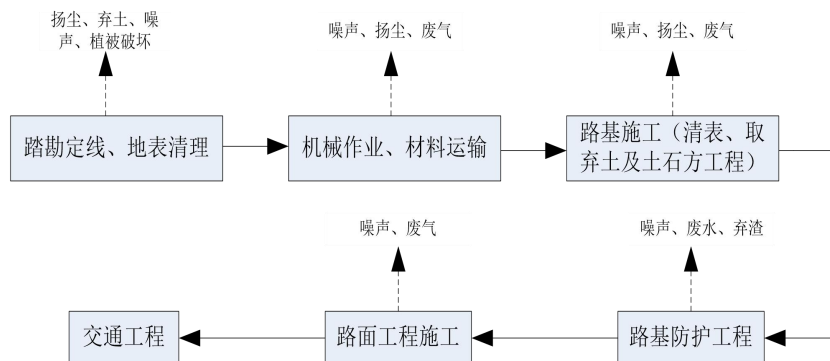 扬尘、弃土、噪
声、植被破坏
噪声、扬尘、废气
噪声、扬尘、废气
踏勘定线、地表清理
机械作业、材料运输
路基施工（清表、取
弃土及土石方工程）
噪声、废气
噪声、废水、弃渣
交通工程
路面工程施工
路基防护工程